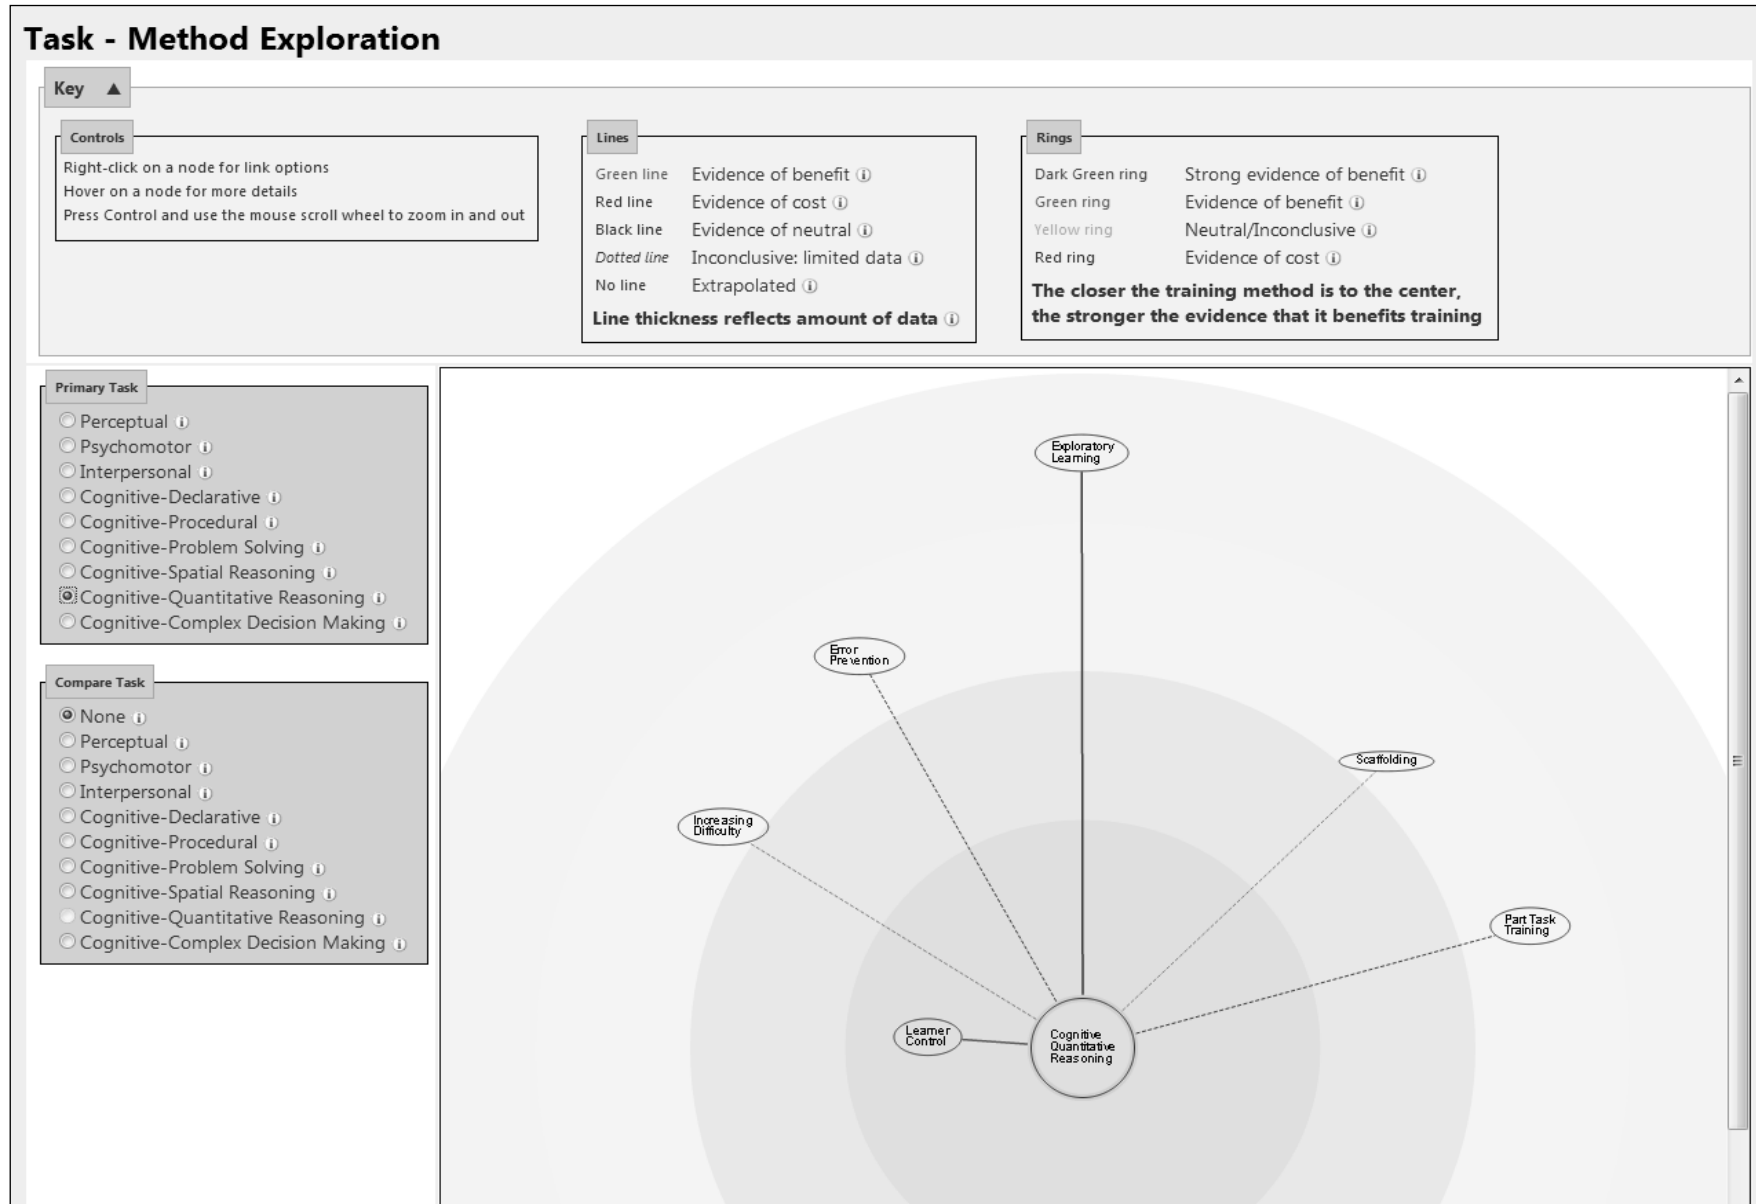 Task - Method Exploration
Key ▲
Controls
Right-click on a node for link options
Hover on a node for more details
Press Control and use the mouse scroll wheel to zoom in and out
Lines
Green line Evidence of benefit
Red line Evidence of cost
Black line Evidence of neutral
Dotted line Inconclusive: limited data
No line Extrapolated
Line thickness reflects amount of data
Rings
Dark Green ring Strong evidence of benefit
Green ring Evidence of benefit
Yellow ring Neutral/Inconclusive
Red ring Evidence of cost
The closer the training method is to the center,
the stronger the evidence that it benefits training
Primary Task
Perceptual
Psychomotor
Interpersonal
Cognitive-Declarative
Cognitive-Procedural
Cognitive-Problem Solving
Cognitive-Spatial Reasoning
Cognitive-Quantitative Reasoning
Cognitive-Complex Decision Making
Compare Task
None
Perceptual
Psychomotor
Interpersonal
Cognitive-Declarative
Cognitive-Procedural
Cognitive-Problem Solving
Cognitive-Spatial Reasoning
Cognitive-Quantitative Reasoning
Cognitive-Complex Decision Making
Exploratory
Learning
Error
Prevention
Scaffolding
Increasing
Difficulty
Part Task
Training
Learner
Control
Cognitive
Quantitative
Reasoning